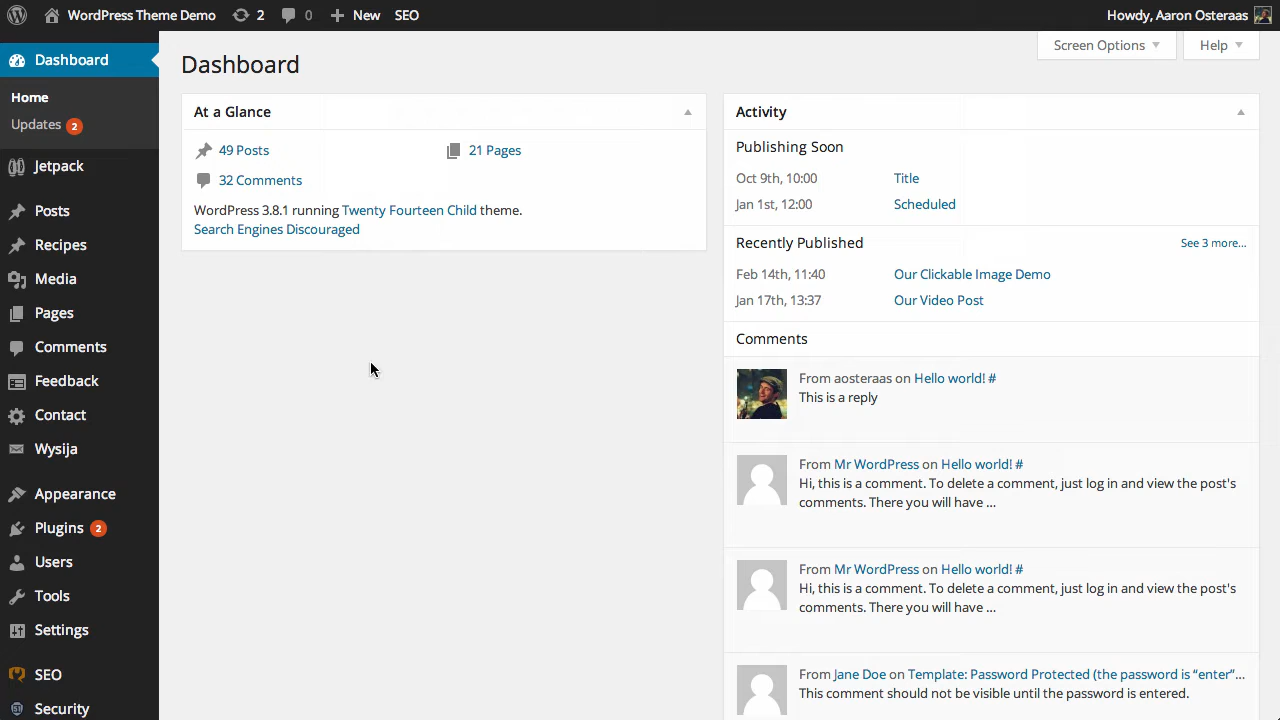 WordPress Theme Demo 2 0 New SEO Howdy, Aaron Osteraas
Dashboard
Home
Updates 2
Jetpack
Posts
Recipes
Media
Pages
Comments
Feedback
Contact
Wysija
Appearance
Plugins 2
Users
Tools
Settings
SEO
Security
Screen Options Help
Dashboard
At a Glance
49 Posts 21 Pages
32 Comments
WordPress 3.8.1 running Twenty Fourteen Child theme.
Search Engines Discouraged
Activity
Publishing Soon
Oct 9th, 10:00 Title
Jan 1st, 12:00 Scheduled
Recently Published See 3 more...
Feb 14th, 11:40 Our Clickable Image Demo
Jan 17th, 13:37 Our Video Post
Comments
From aosteraas on Hello world! #
This is a reply
From Mr WordPress on Hello world! #
Hi, this is a comment. To delete a comment, just log in and view the post's
comments. There you will have ...
From Mr WordPress on Hello world! #
Hi, this is a comment. To delete a comment, just log in and view the post's
comments. There you will have ...
From Jane Doe on Template: Password Protected (the password is “enter”...
This comment should not be visible until the password is entered.